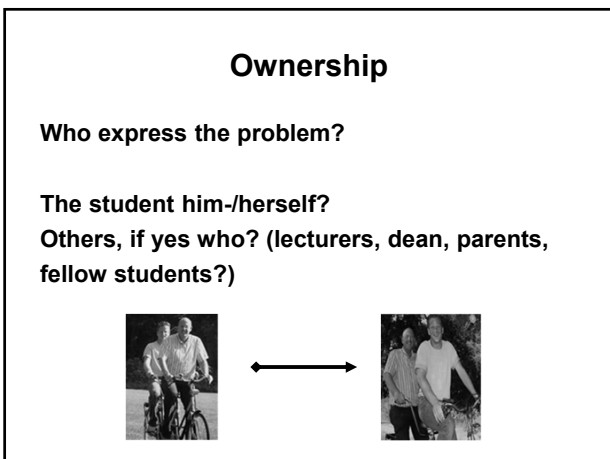 Ownership
Who express the problem?
The student him-/herself?
Others, if yes who? (lecturers, dean, parents,
fellow students?)